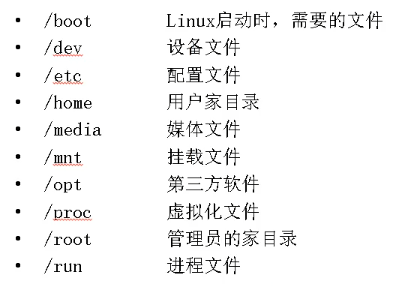 • /boot Linux启动时，需要的文件
• /dev 设备文件
• /etc 配置文件
• /home 用户家目录
• /media 媒体文件
• /mnt 挂载文件
• /opt 第三方软件
• /proc 虚拟化文件
• /root 管理员的家目录
• /run 进程文件